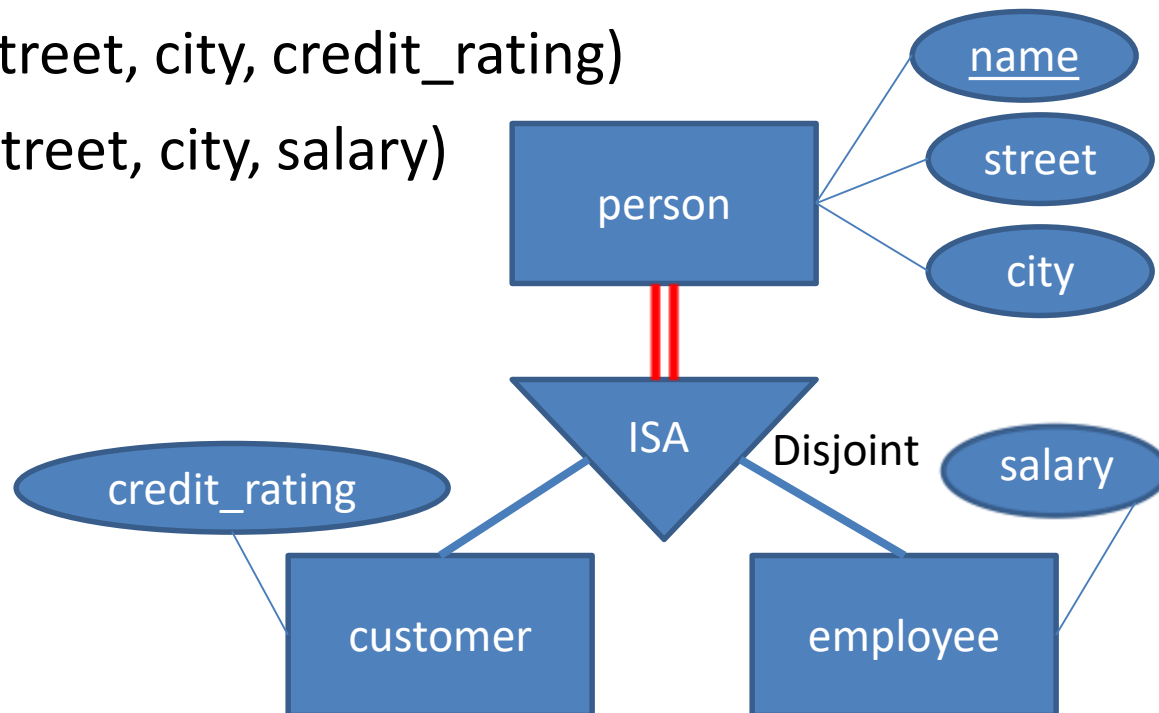 treet, city, credit_rating)
treet, city, salary)
name
street
person
city
ISA
Disjoint
salary
credit_rating
customer
employee